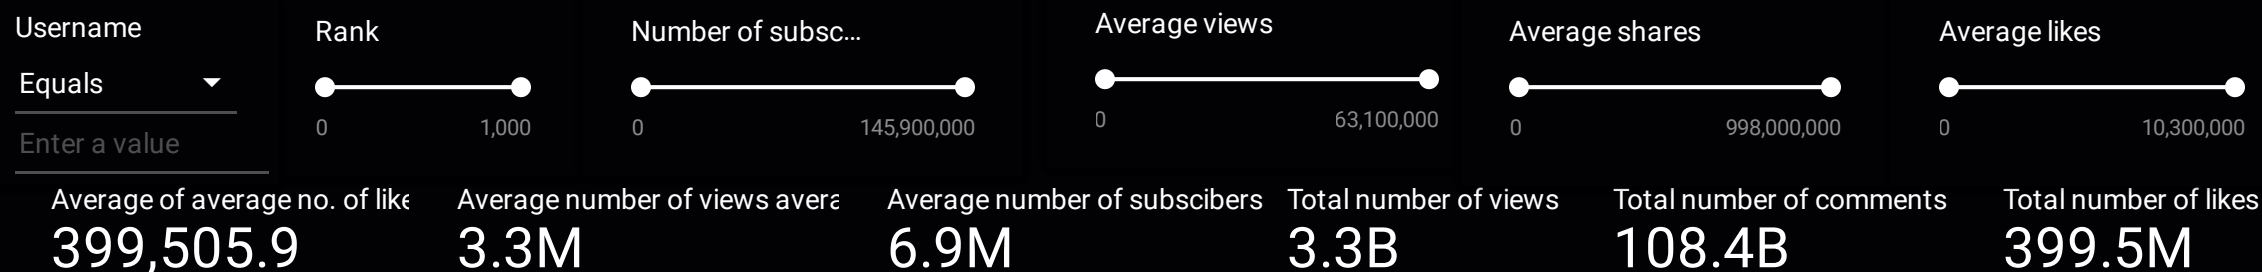 Username
Equals
Enter a value
Rank
0 1,000
Number of subsc...
0 145,900,000
Average views
0 63,100,000
Average shares
0 998,000,000
Average likes
0 10,300,000
Average of average no. of like
399,505.9
Average number of views avera
3.3M
Average number of subscibers
6.9M
Total number of views
3.3B
Total number of comments
108.4B
Total number of likes
399.5M